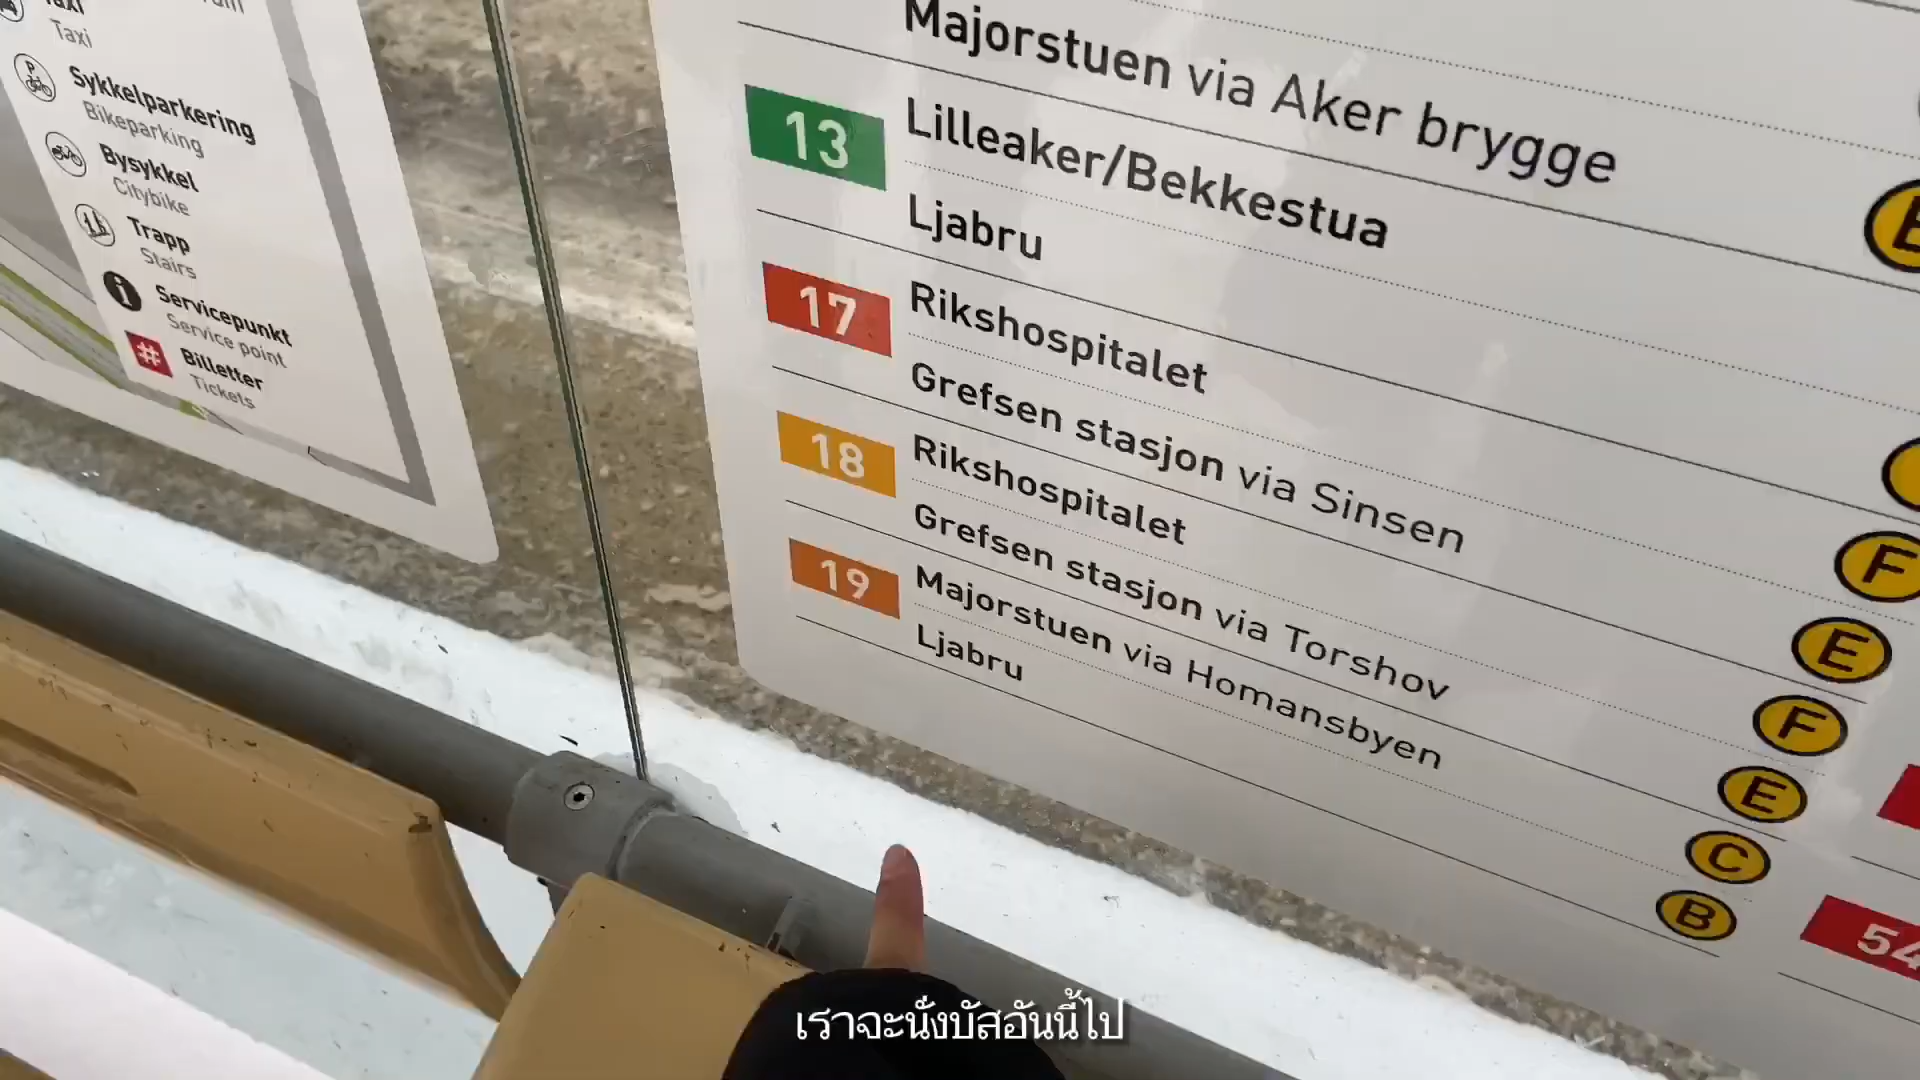 Taxi
Sykkelparkering
Bikeparking
Bysykkel
Citybike
Trapp
Stairs
Servicepunkt
Service point
#
Billetter
Tickets
Majorstuen via Aker brygge
13
Lilleaker/Bekkestua
Ljabru
17
Rikshospitalet
Grefsen stasjon via Sinsen
F
18
Rikshospitalet
E
Grefsen stasjon via Torshov
F
19
Majorstuen via Homansbyen
E
Ljabru
C
B
54
เราจะนั่งบัสอันนี้ไป